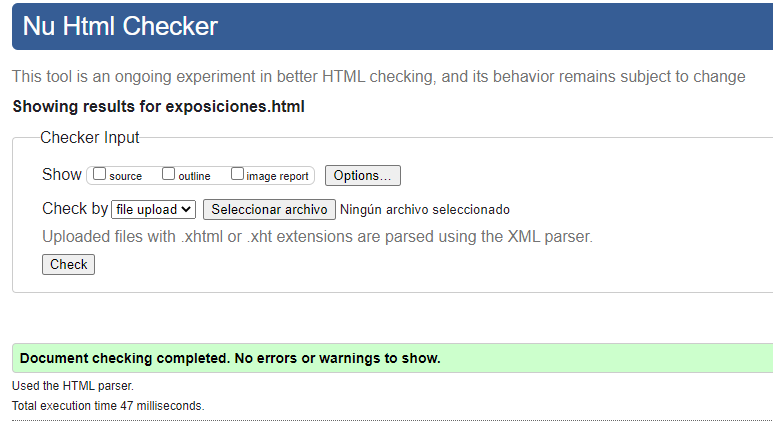 Nu Html Checker
This tool is an ongoing experiment in better HTML checking, and its behavior remains subject to change
Showing results for exposiciones.html
Checker Input
Show source outline image report Options...
Check by file upload Seleccionar archivo Ningún archivo seleccionado
Uploaded files with .xhtml or .xht extensions are parsed using the XML parser.
Check
Document checking completed. No errors or warnings to show.
Used the HTML parser.
Total execution time 47 milliseconds.